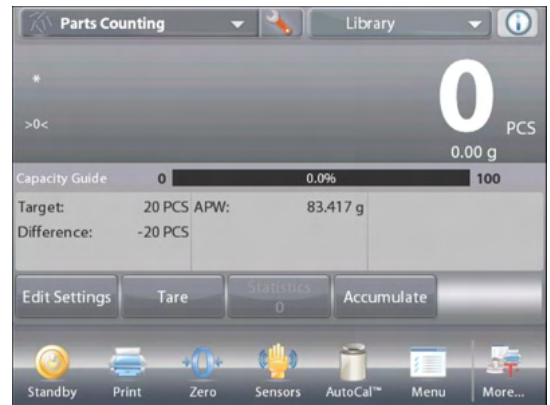 Parts Counting Library
*
0
>0<
PCS
0.00 g
Capacity Guide 0 0.0% 100
Target: 20 PCS APW: 83.417 g
Difference: -20 PCS
Edit Settings Tare Statistics 0 Accumulate
Standby Print Zero Sensors AutoCal™ Menu More...